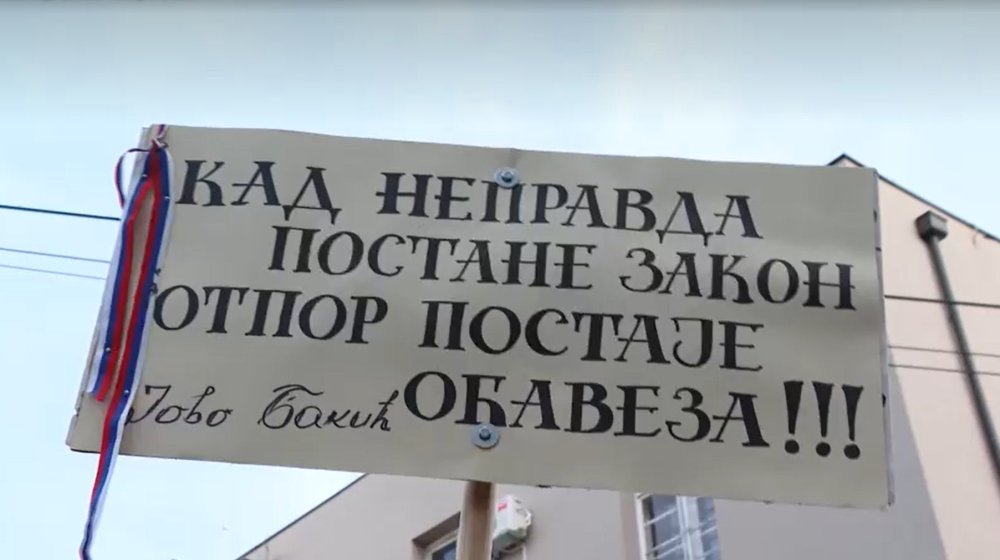 КАД НЕПРАВДА
ПОСТАНЕ ЗАКОН
ОТПОР ПОСТАЈЕ
ОБАВЕЗА!!!
Јово Бакић